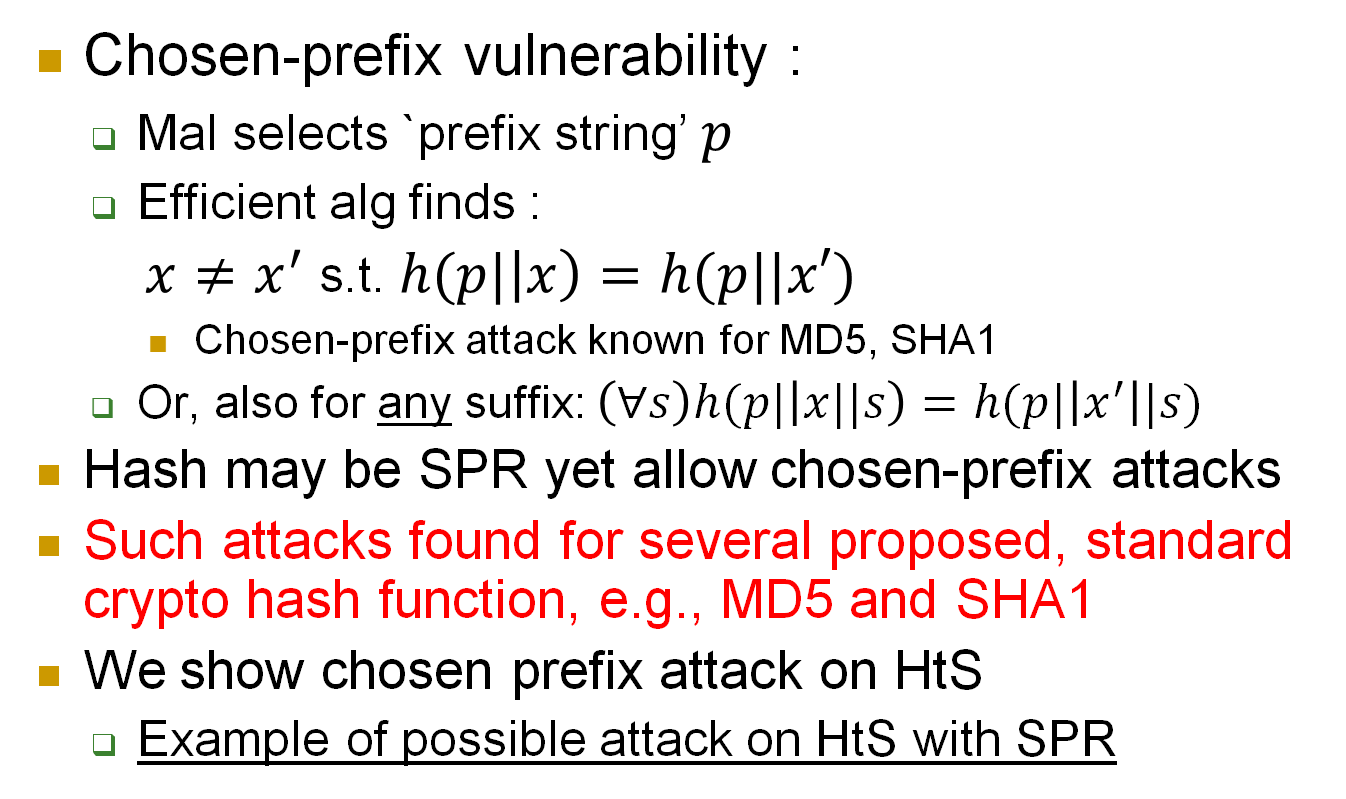 Chosen-prefix vulnerability :
Mal selects `prefix string’ 𝑝
Efficient alg finds :
𝑥 ≠ 𝑥′ s.t. ℎ(𝑝||𝑥) = ℎ(𝑝||𝑥′)
Chosen-prefix attack known for MD5, SHA1
Or, also for any suffix: (∀𝑠)ℎ(𝑝||𝑥||𝑠) = ℎ(𝑝||𝑥′||𝑠)
Hash may be SPR yet allow chosen-prefix attacks
Such attacks found for several proposed, standard
crypto hash function, e.g., MD5 and SHA1
We show chosen prefix attack on HtS
Example of possible attack on HtS with SPR